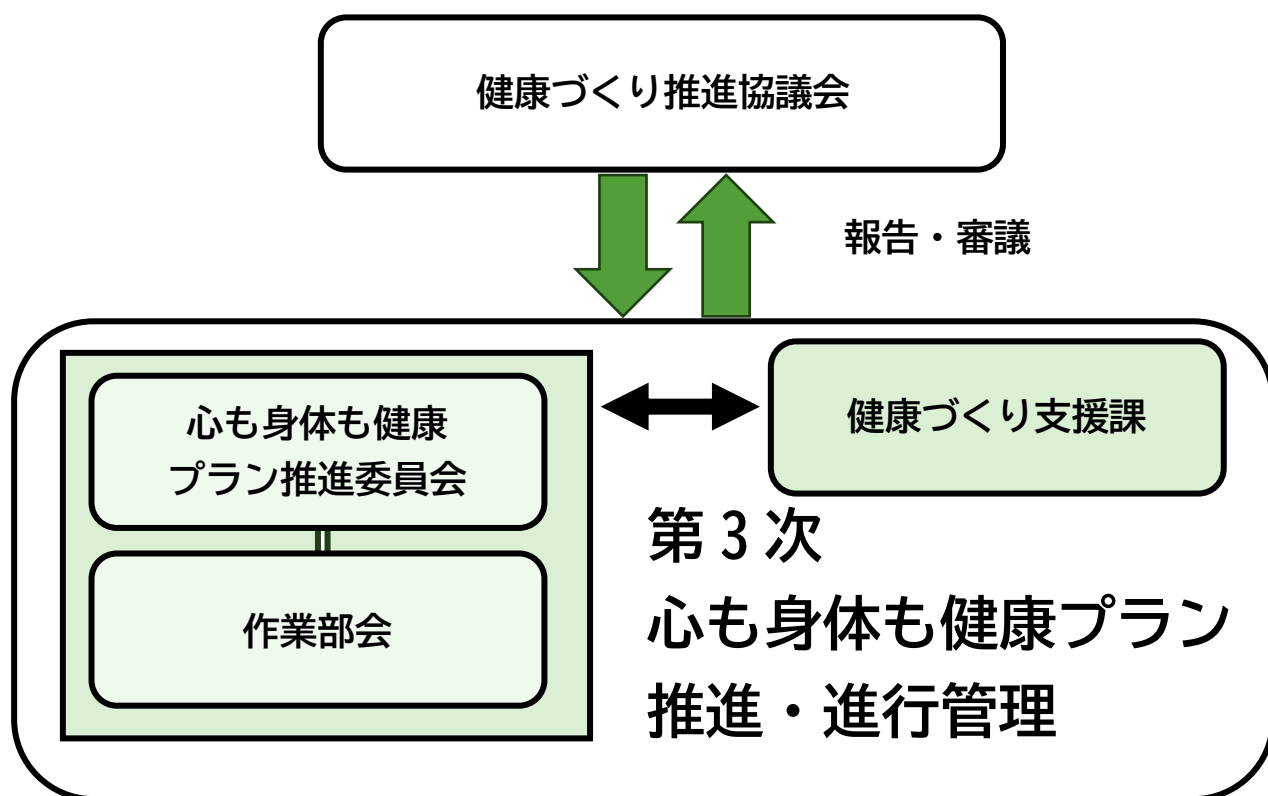 健康づくり推進協議会
報告・審議
心も身体も健康
プラン推進委員会
健康づくり支援課
作業部会
第3次
心も身体も健康プラン
推進・進行管理